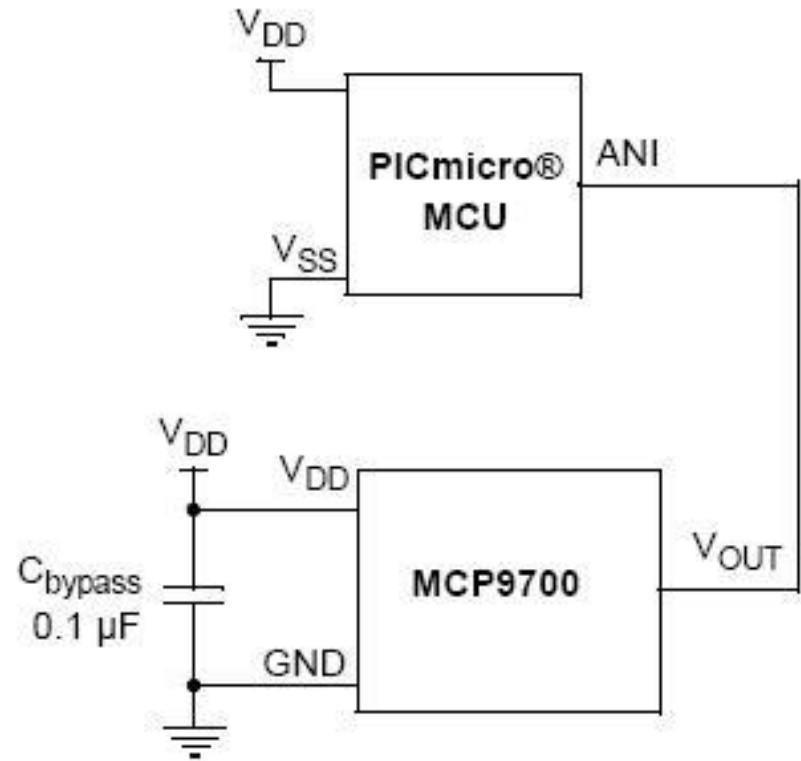 VDD
PICmicro®
MCU
ANI
VSS
VDD
VDD
Cbypass
0.1 µF
MCP9700
VOUT
GND